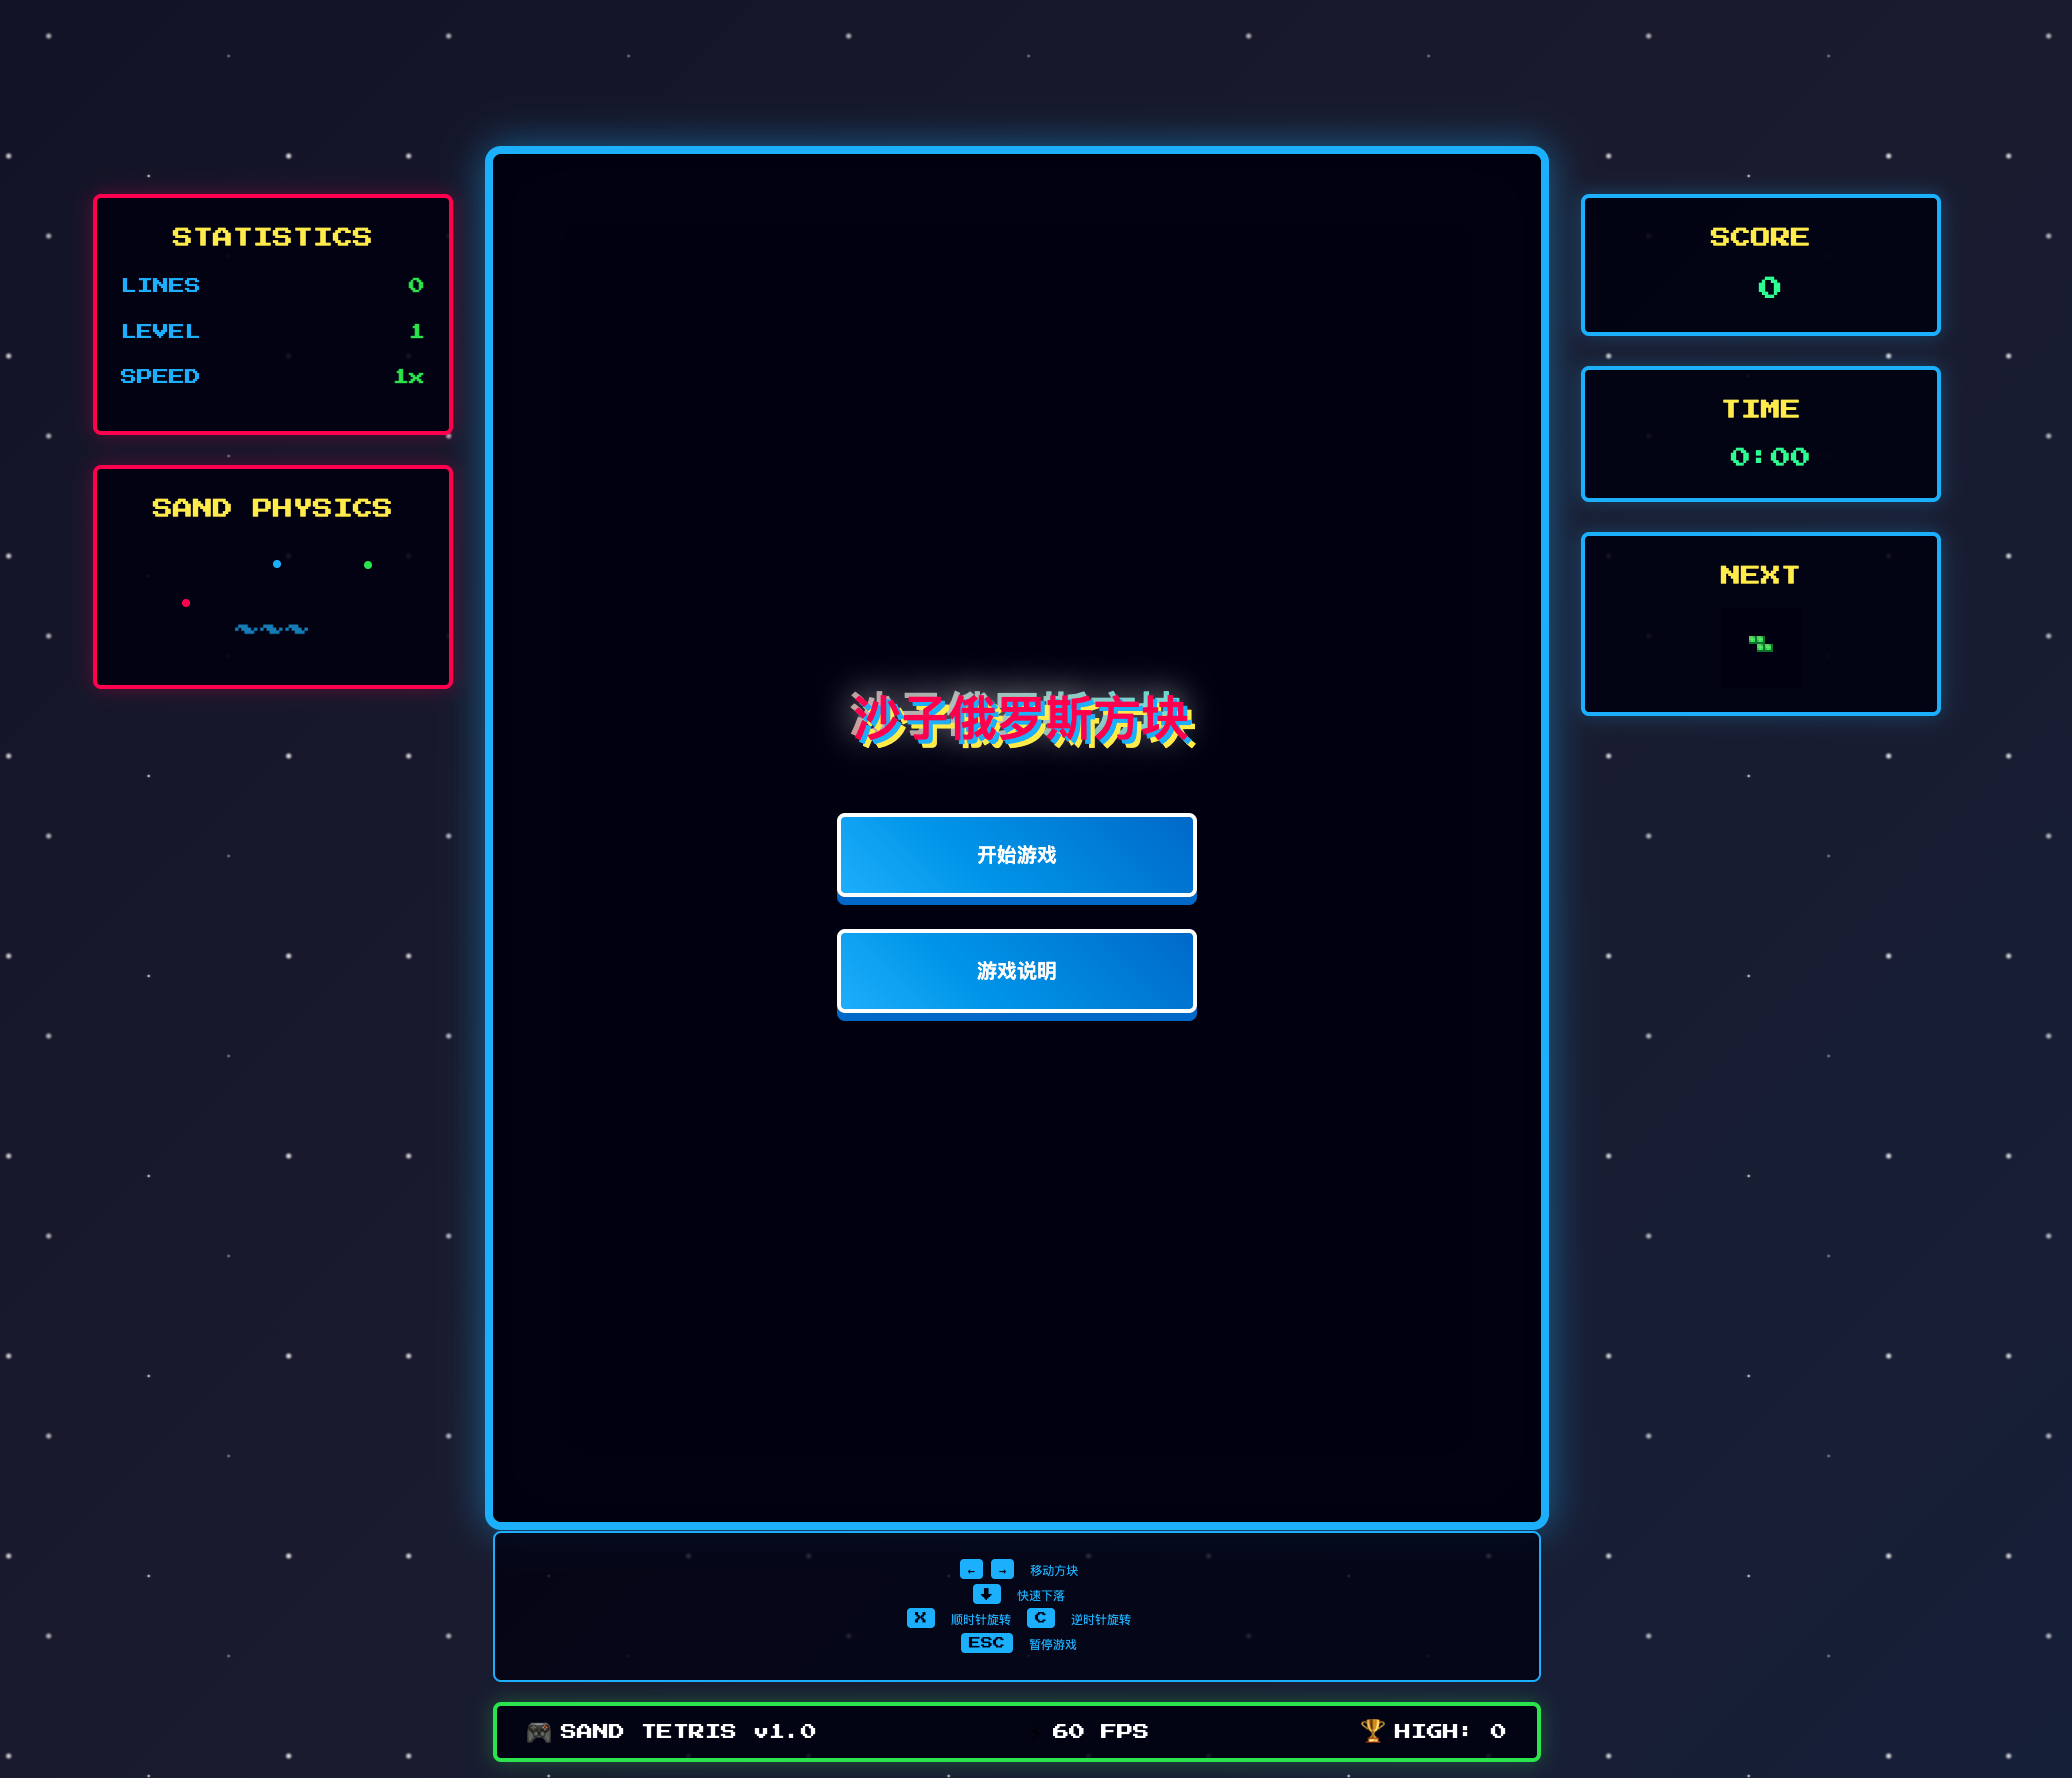 STATISTICS
LINES 0
LEVEL 1
SPEED 1x
SAND PHYSICS
~~~
沙子俄罗斯方块
开始游戏
游戏说明
SCORE
0
TIME
0:00
NEXT
← → 移动方块
⬇ 快速下落
X 顺时针旋转 C 逆时针旋转
ESC 暂停游戏
🎮 SAND TETRIS v1.0
60 FPS
🏆 HIGH: 0